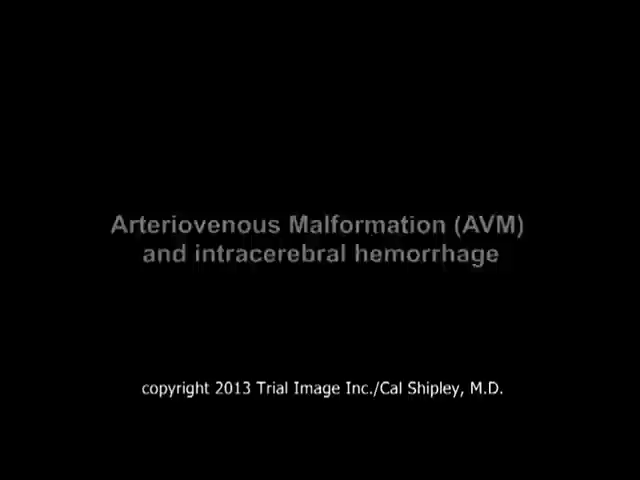 Arteriovenous Malformation (AVM)
and intracerebral hemorrhage
copyright 2013 Trial Image Inc./Cal Shipley, M.D.